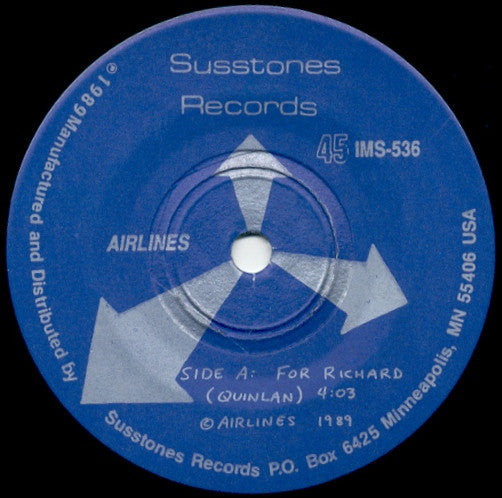 Susstones
Records
45 IMS-536
AIRLINES
SIDE A: FOR RICHARD
(QUINLAN) 4:03
© AIRLINES 1989
℗ 1989 Manufactured and Distributed by Susstones Records P.O. Box 6425 Minneapolis, MN 55406 USA